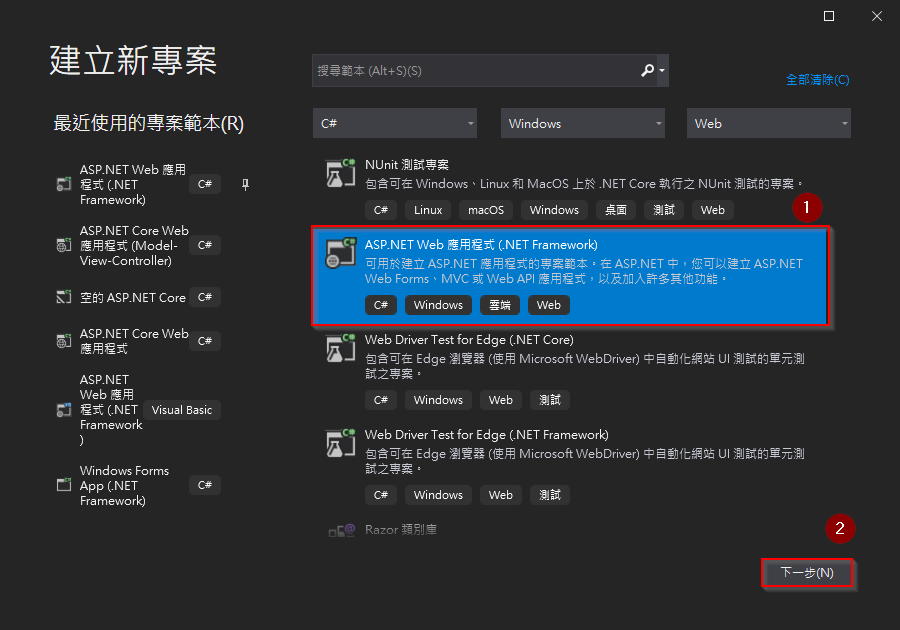 建立新專案
最近使用的專案範本(R)
ASP.NET Web 應用
程式 (.NET
Framework)
C#
ASP.NET Core Web
應用程式 (Model-
View-Controller)
C#
空的 ASP.NET Core
C#
ASP.NET Core Web
應用程式
C#
ASP.NET
Web 應用
程式 (.NET
Framework
)
Visual Basic
Windows Forms
App (.NET
Framework)
C#
搜尋範本 (Alt+S)(S)
全部清除(C)
C#
Windows
Web
NUnit 測試專案
包含可在 Windows、Linux 和 MacOS 上於 .NET Core 執行之 NUnit 測試的專案。
C# Linux macOS Windows 桌面 測試 Web
1
ASP.NET Web 應用程式 (.NET Framework)
可用於建立 ASP.NET 應用程式的專案範本。在 ASP.NET 中，您可以建立 ASP.NET
Web Forms、MVC 或 Web API 應用程式，以及加入許多其他功能。
C# Windows 雲端 Web
Web Driver Test for Edge (.NET Core)
包含可在 Edge 瀏覽器 (使用 Microsoft WebDriver) 中自動化網站 UI 測試的單元測
試之專案。
C# Windows Web 測試
Web Driver Test for Edge (.NET Framework)
包含可在 Edge 瀏覽器 (使用 Microsoft WebDriver) 中自動化網站 UI 測試的單元測
試之專案。
C# Windows Web 測試
Razor 類別庫
2
下一步(N)